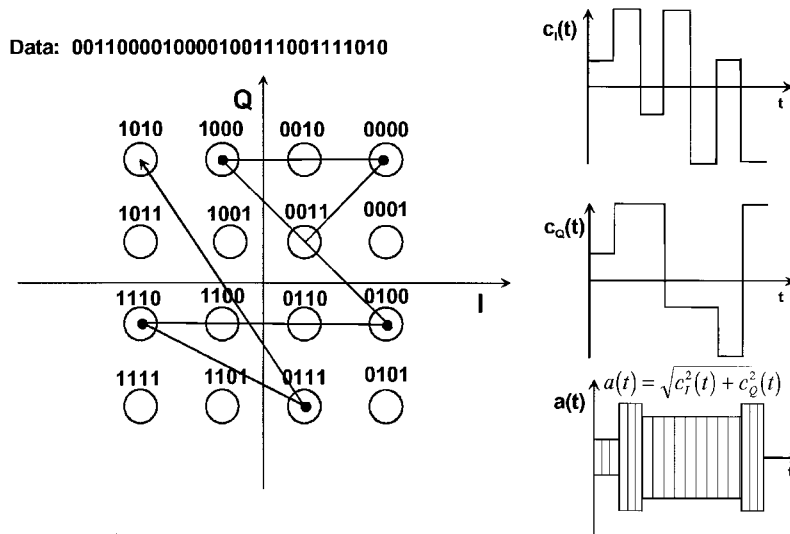 Data: 0011000010000100111001111010
Q
1010 1000 0010 0000
1011 1001 0011 0001
1110 1100 0110 0100
I
1111 1101 0111 0101
c_I(t)
t
c_Q(t)
t
a(t) = √(c_I²(t) + c_Q²(t))
a(t)
t